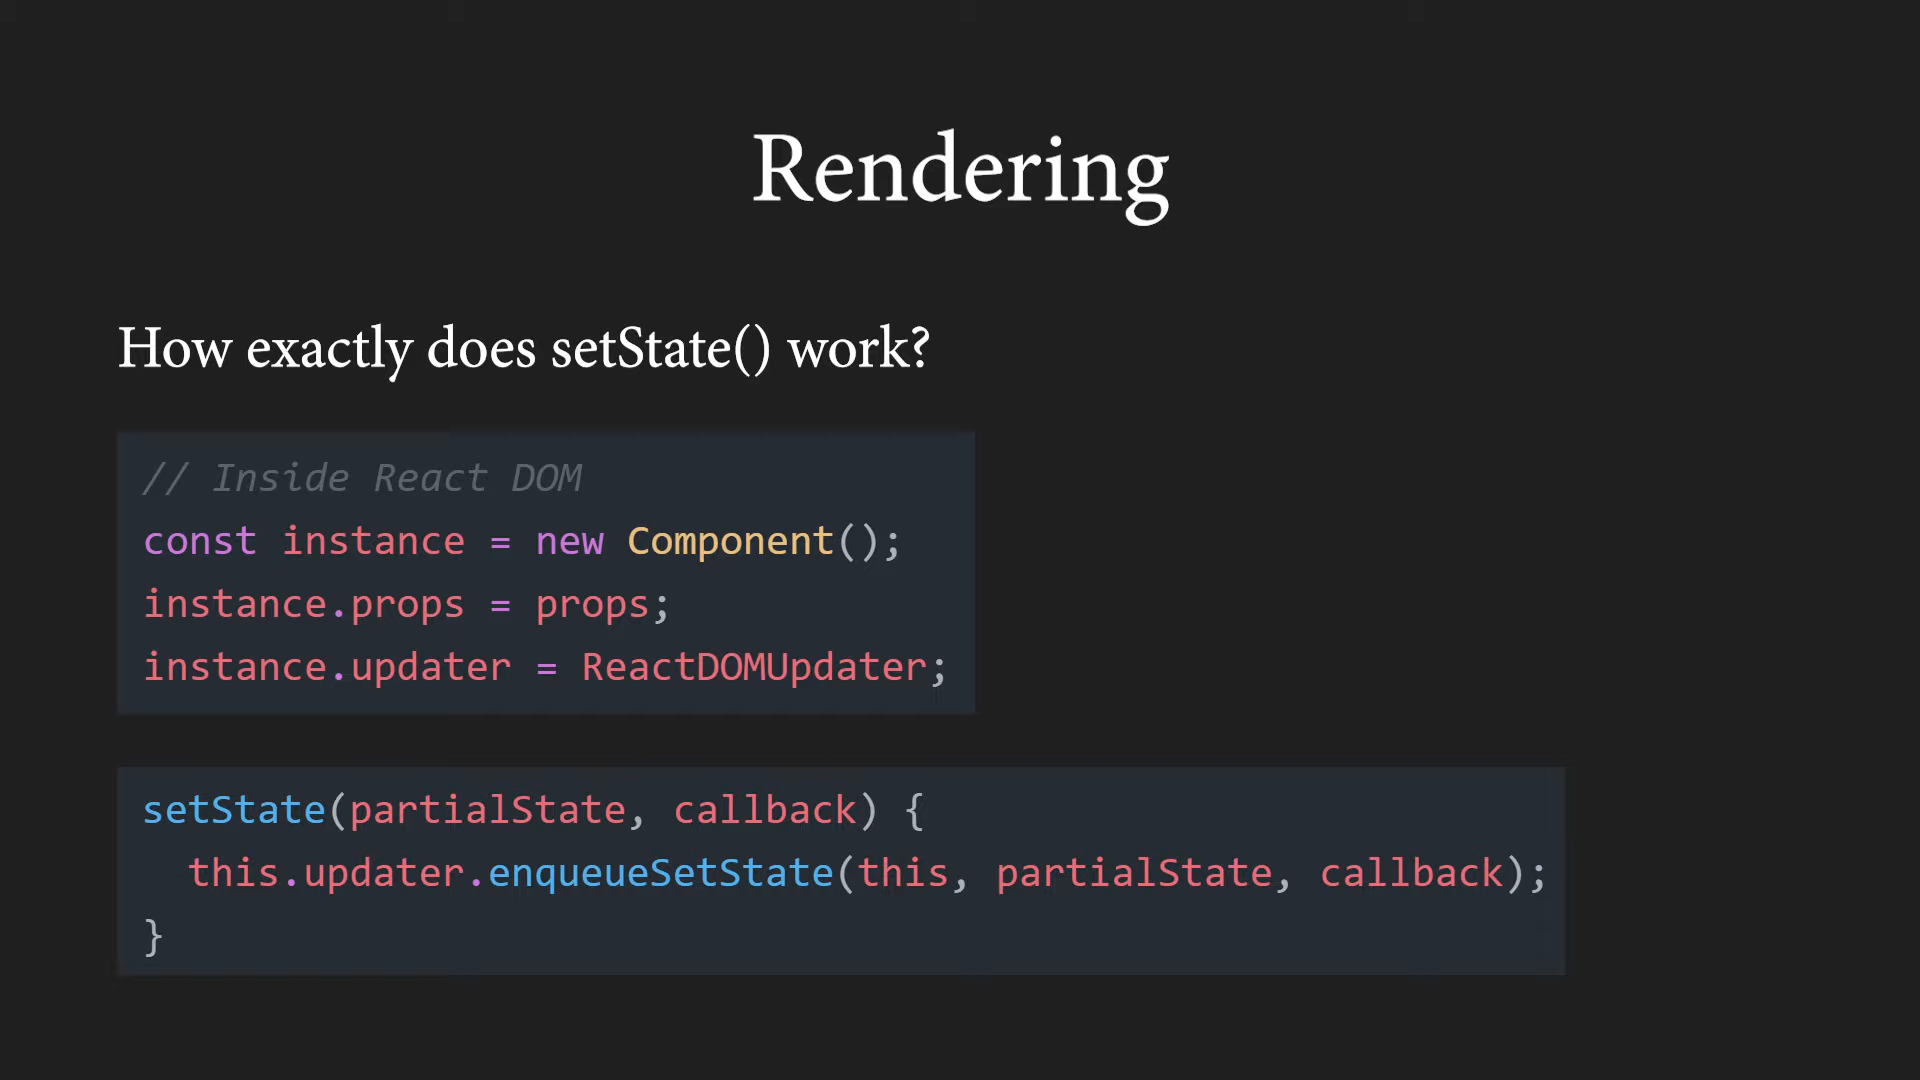 Rendering
How exactly does setState() work?
// Inside React DOM
const instance = new Component();
instance.props = props;
instance.updater = ReactDOMUpdater;
setState(partialState, callback) {
  this.updater.enqueueSetState(this, partialState, callback);
}